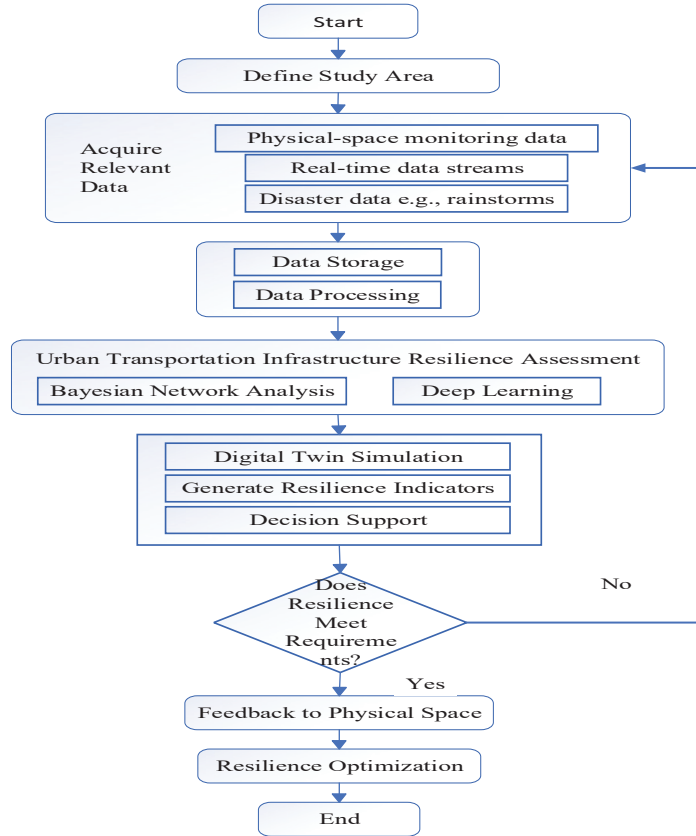 Start
Define Study Area
Acquire
Relevant
Data
Physical-space monitoring data
Real-time data streams
Disaster data e.g., rainstorms
Data Storage
Data Processing
Urban Transportation Infrastructure Resilience Assessment
Bayesian Network Analysis
Deep Learning
Digital Twin Simulation
Generate Resilience Indicators
Decision Support
Does
Resilience
Meet
Requireme
nts?
No
Yes
Feedback to Physical Space
Resilience Optimization
End